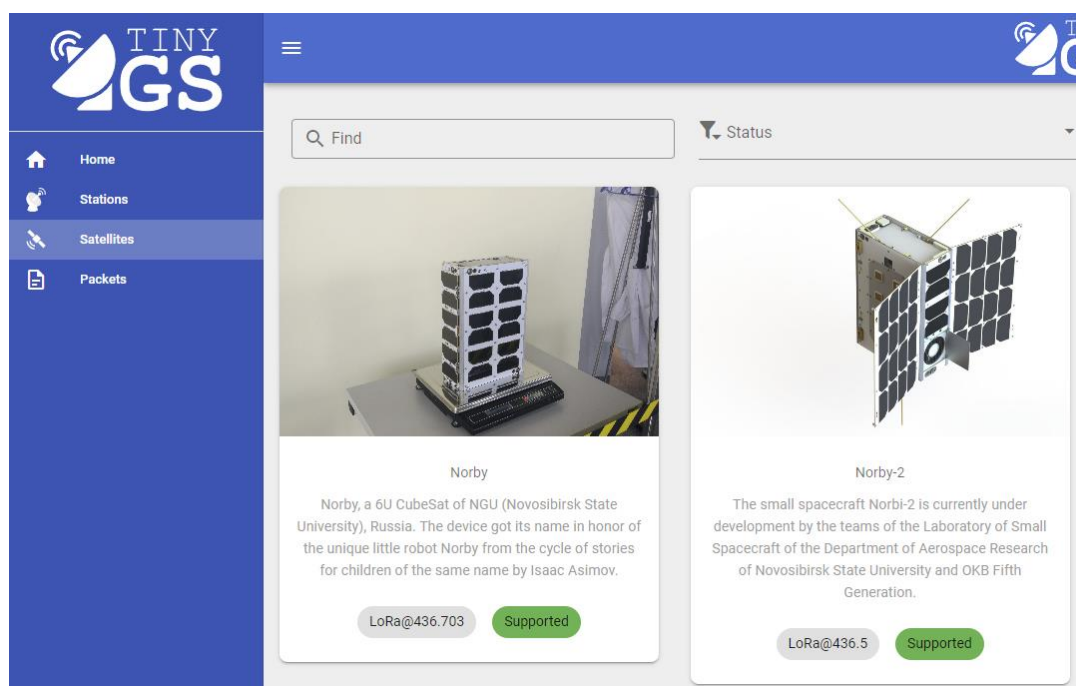 TINY
GS
Home
Stations
Satellites
Packets
Find
Status
Norby
Norby, a 6U CubeSat of NGU (Novosibirsk State
University), Russia. The device got its name in honor of
the unique little robot Norby from the cycle of stories
for children of the same name by Isaac Asimov.
LoRa@436.703
Supported
Norby-2
The small spacecraft Norbi-2 is currently under
development by the teams of the Laboratory of Small
Spacecraft of the Department of Aerospace Research
of Novosibirsk State University and OKB Fifth
Generation.
LoRa@436.5
Supported